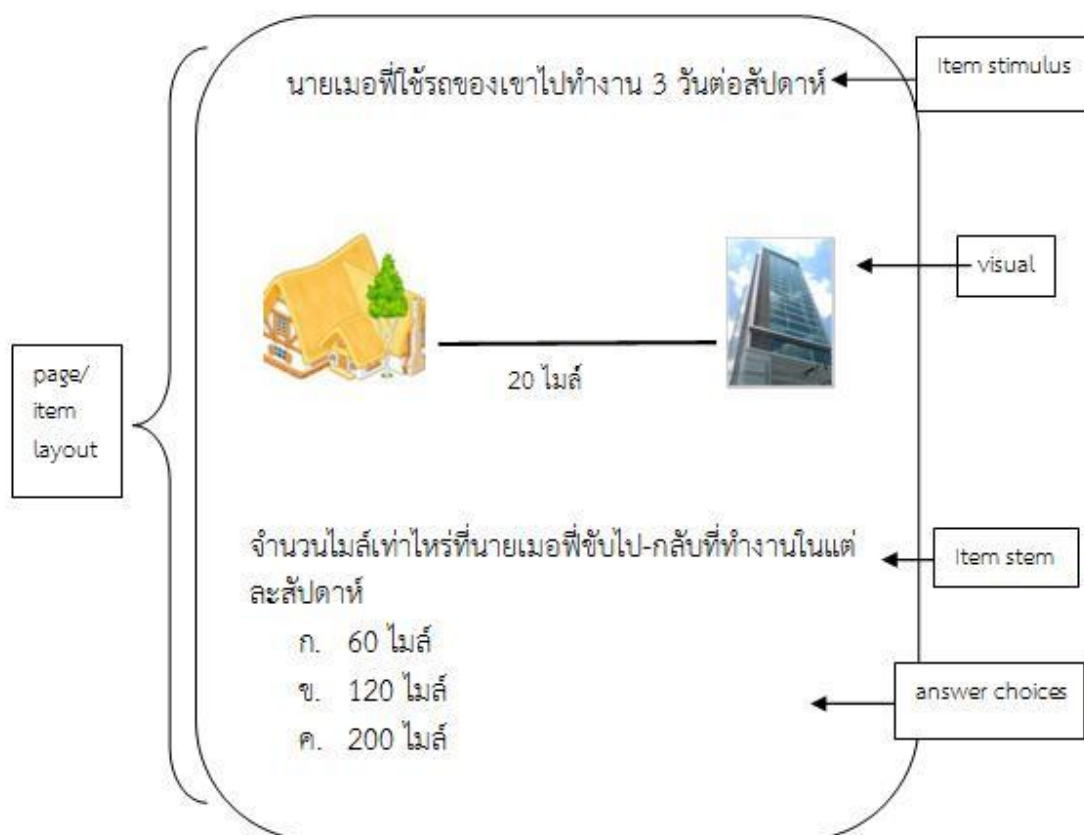 นายเมอฟี่ใช้รถของเขาไปทำงาน 3 วันต่อสัปดาห์
Item stimulus
visual
20 ไมล์
page/
item
layout
จำนวนไมล์เท่าไหร่ที่นายเมอฟี่ขับไป-กลับที่ทำงานในแต่
ละสัปดาห์
Item stem
ก. 60 ไมล์
ข. 120 ไมล์
ค. 200 ไมล์
answer choices